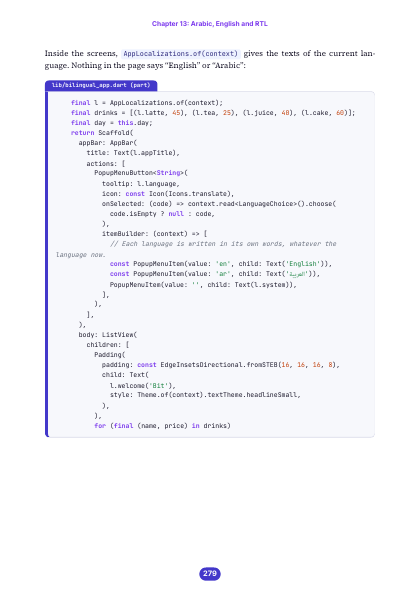 Chapter 13: Arabic, English and RTL
Inside the screens, AppLocalizations.of(context) gives the texts of the current lan-
guage. Nothing in the page says “English” or “Arabic”:
lib/bilingual_app.dart (part)
final l = AppLocalizations.of(context);
final drinks = [(l.latte, 45), (l.tea, 25), (l.juice, 40), (l.cake, 60)];
final day = this.day;
return Scaffold(
appBar: AppBar(
title: Text(l.appTitle),
actions: [
PopupMenuButton<String>(
tooltip: l.language,
icon: const Icon(Icons.translate),
onSelected: (code) => context.read<LanguageChoice>().choose(
code.isEmpty ? null : code,
),
itemBuilder: (context) => [
// Each language is written in its own words, whatever the
language now.
const PopupMenuItem(value: 'en', child: Text('English')),
const PopupMenuItem(value: 'ar', child: Text('العربية')),
PopupMenuItem(value: '', child: Text(l.system)),
],
),
],
),
body: ListView(
children: [
Padding(
padding: const EdgeInsetsDirectional.fromSTEB(16, 16, 16, 8),
child: Text(
l.welcome('Bit'),
style: Theme.of(context).textTheme.headlineSmall,
),
),
for (final (name, price) in drinks)
279